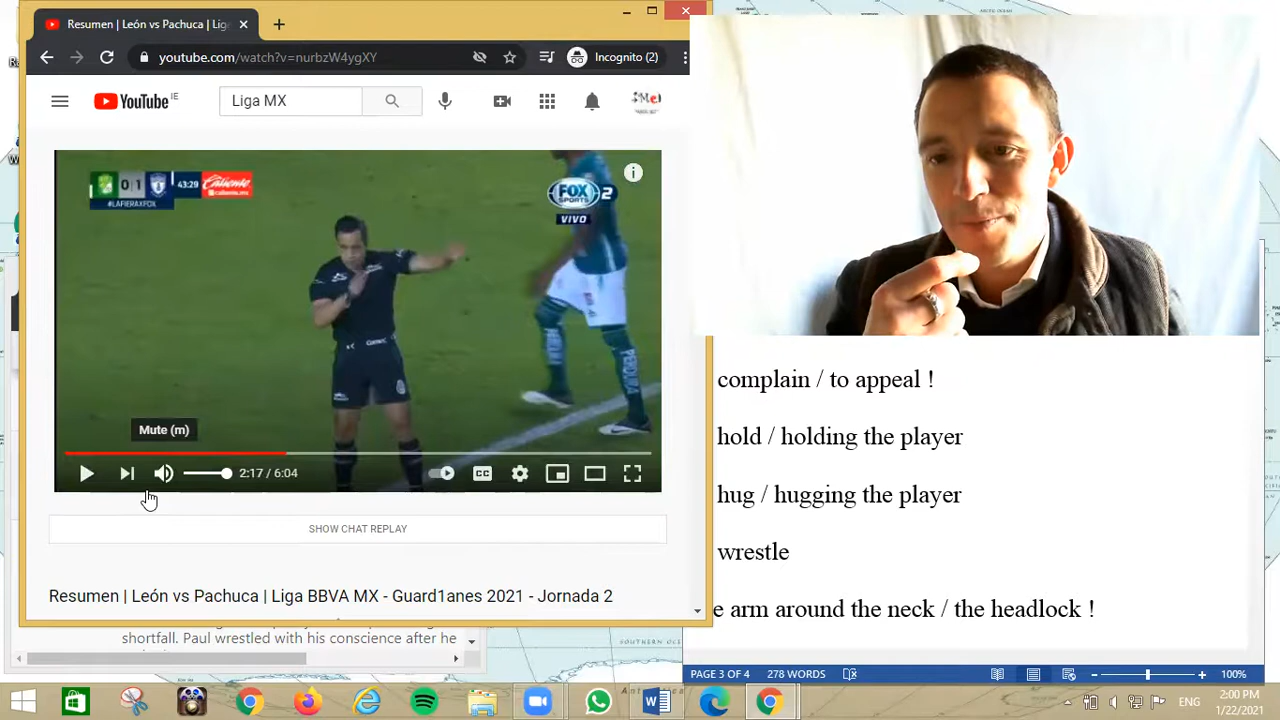 Resumen | León vs Pachuca | Lig
youtube.com/watch?v=nurbzW4ygXY
Incognito (2)
YouTube IE
Liga MX
0 1 43:29 Caliente
#LAFIERAXFOX
FOX
SPORTS 2
VIVO
Mute (m)
2:17 / 6:04
CC
SHOW CHAT REPLAY
Resumen | León vs Pachuca | Liga BBVA MX - Guard1anes 2021 - Jornada 2
shortfall. Paul wrestled with his conscience after he
complain / to appeal !
hold / holding the player
hug / hugging the player
wrestle
e arm around the neck / the headlock !
SOUTHERN
PAGE 3 OF 4 278 WORDS 100%
ENG
2:00 PM
1/22/2021